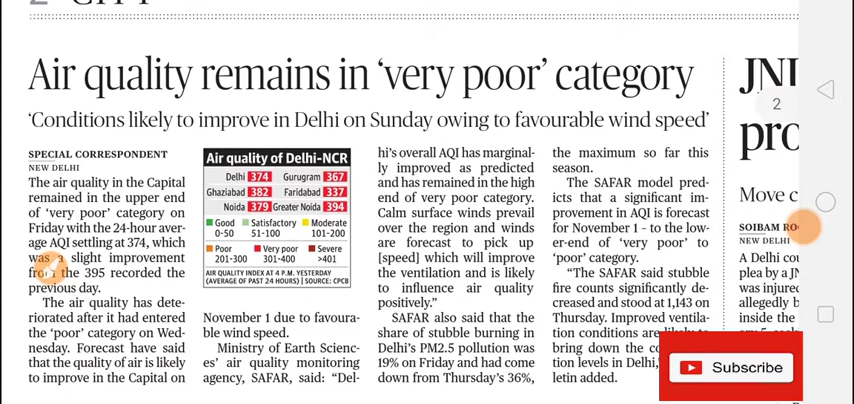 Air quality remains in ‘very poor’ category
‘Conditions likely to improve in Delhi on Sunday owing to favourable wind speed’
SPECIAL CORRESPONDENT
NEW DELHI
The air quality in the Capital
remained in the upper end
of ‘very poor’ category on
Friday with the 24-hour aver-
age AQI settling at 374, which
was a slight improvement
from the 395 recorded the
previous day.
The air quality has dete-
riorated after it had entered
the ‘poor’ category on Wed-
nesday. Forecast have said
that the quality of air is likely
to improve in the Capital on
Air quality of Delhi-NCR
Delhi 374 Gurugram 367
Ghaziabad 382 Faridabad 337
Noida 379 Greater Noida 394
Good Satisfactory Moderate
0-50 51-100 101-200
Poor Very poor Severe
201-300 301-400 >401
AIR QUALITY INDEX AT 4 P.M. YESTERDAY
(AVERAGE OF PAST 24 HOURS) | SOURCE: CPCB
November 1 due to favoura-
ble wind speed.
Ministry of Earth Scienc-
es’ air quality monitoring
agency, SAFAR, said: “Del-
hi’s overall AQI has marginal-
ly improved as predicted
and has remained in the high
end of very poor category.
Calm surface winds prevail
over the region and winds
are forecast to pick up
[speed] which will improve
the ventilation and is likely
to influence air quality
positively.”
SAFAR also said that the
share of stubble burning in
Delhi’s PM2.5 pollution was
19% on Friday and had come
down from Thursday’s 36%,
the maximum so far this
season.
The SAFAR model pred-
icts that a significant im-
provement in AQI is forecast
for November 1 - to the low-
er-end of ‘very poor’ to
‘poor’ category.
“The SAFAR said stubble
fire counts significantly de-
creased and stood at 1,143 on
Thursday. Improved ventila-
tion conditions are likely to
bring down the
tion levels in Delhi,
letin added.
2
pro
Move
SOIBAM
NEW DELHI
A Delhi
plea by a
was injured
allegedly
inside the
Subscribe